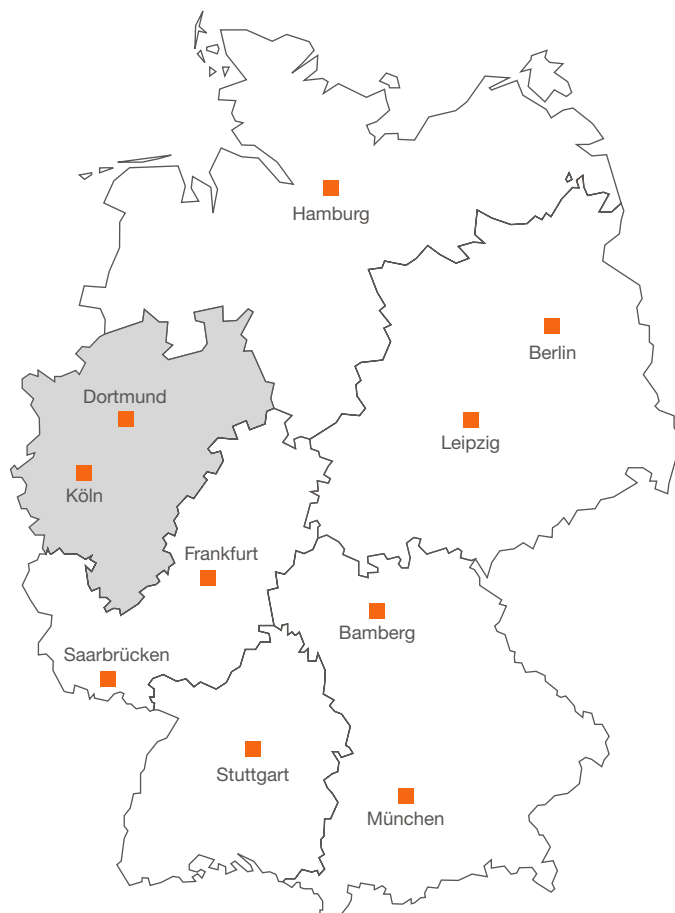 Hamburg
Berlin
Dortmund
Leipzig
Köln
Frankfurt
Bamberg
Saarbrücken
Stuttgart
München